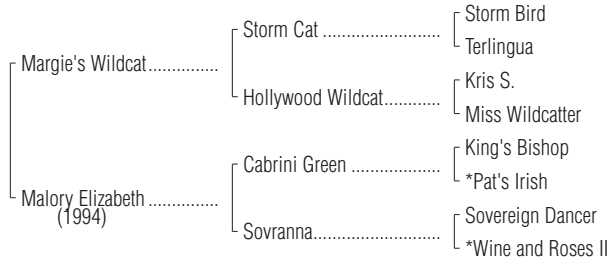 Storm Bird
Storm Cat ..............................
Terlingua
Margie's Wildcat...............
Kris S.
Hollywood Wildcat............
Miss Wildcatter
King's Bishop
Cabrini Green ...................
*Pat's Irish
Malory Elizabeth ...............
(1994)
Sovereign Dancer
Sovranna...........................
*Wine and Roses II